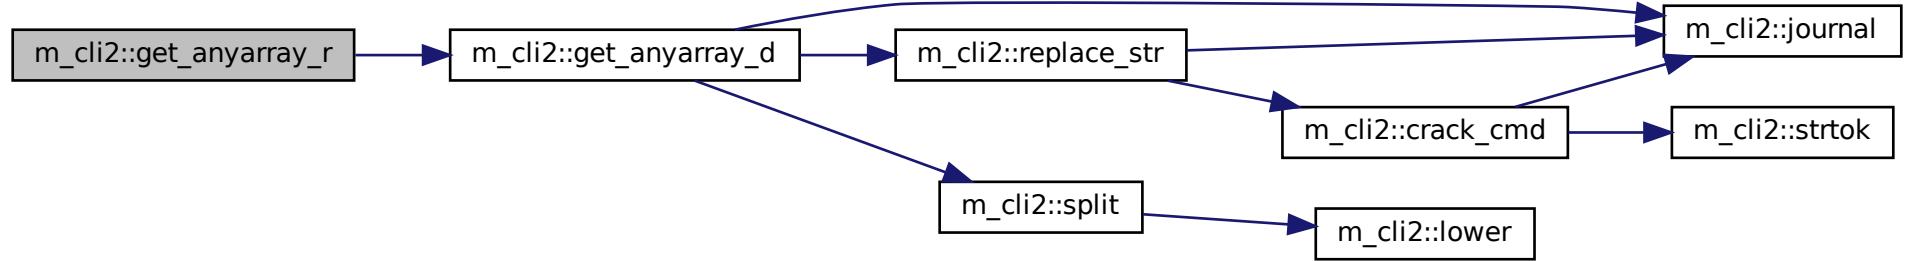 m_cli2::get_anyarray_r
m_cli2::get_anyarray_d
m_cli2::replace_str
m_cli2::journal
m_cli2::crack_cmd
m_cli2::strtok
m_cli2::split
m_cli2::lower